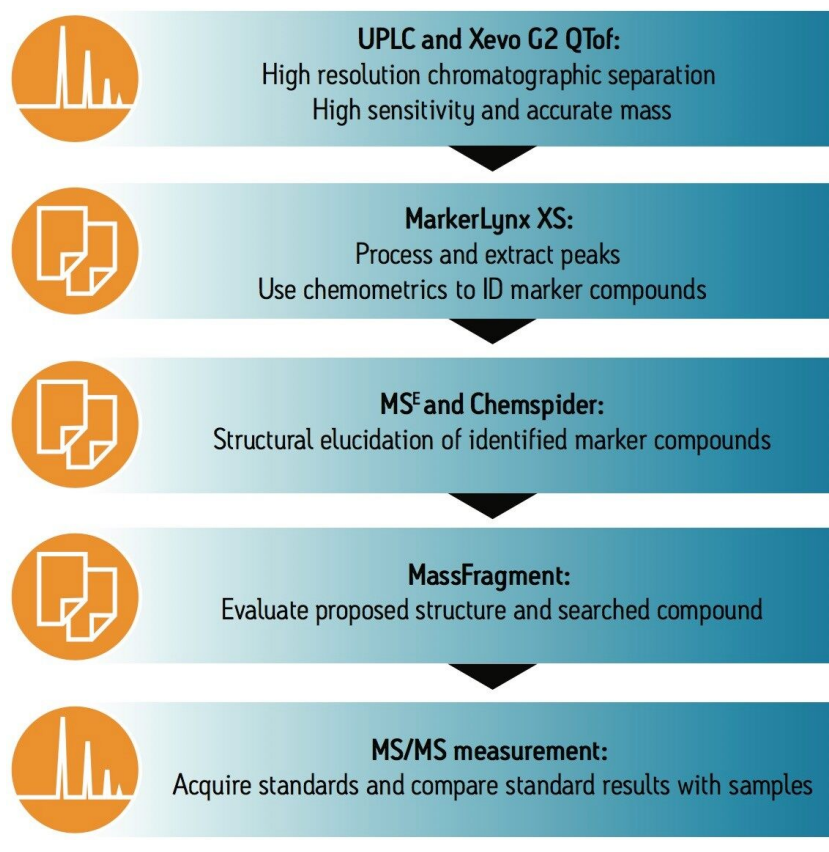 UPLC and Xevo G2 QTof:
High resolution chromatographic separation
High sensitivity and accurate mass
MarkerLynx XS:
Process and extract peaks
Use chemometrics to ID marker compounds
MSᴱ and Chemspider:
Structural elucidation of identified marker compounds
MassFragment:
Evaluate proposed structure and searched compound
MS/MS measurement:
Acquire standards and compare standard results with samples